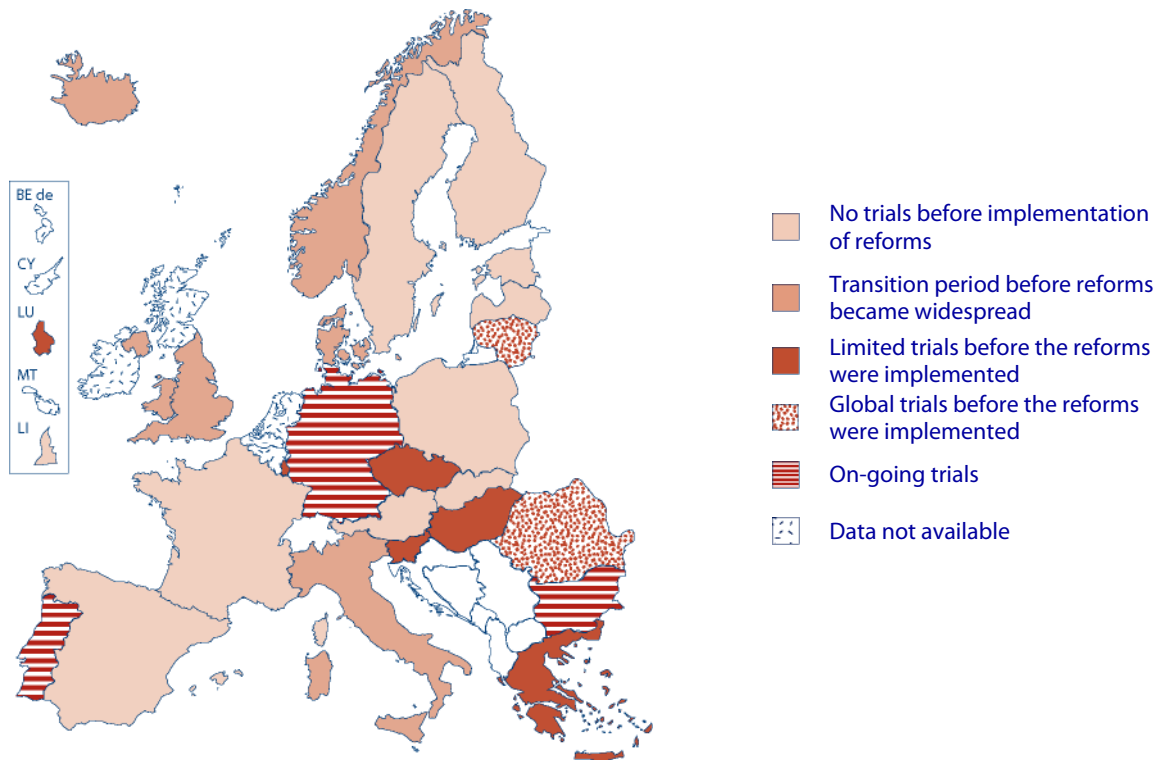 BE de
CY
LU
MT
LI
No trials before implementation
of reforms
Transition period before reforms
became widespread
Limited trials before the reforms
were implemented
Global trials before the reforms
were implemented
On-going trials
Data not available